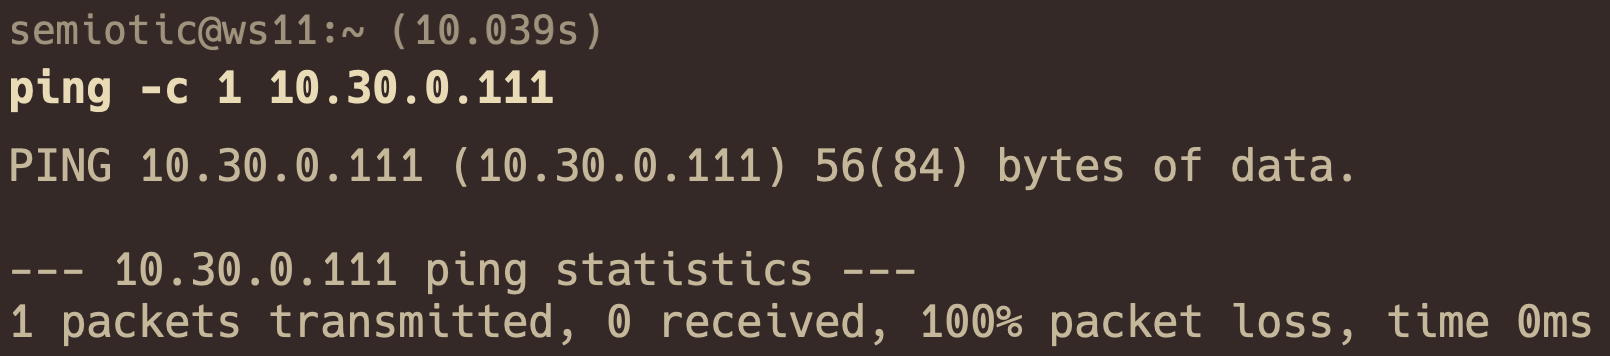 semiotic@ws11:~ (10.039s)
ping -c 1 10.30.0.111
PING 10.30.0.111 (10.30.0.111) 56(84) bytes of data.
--- 10.30.0.111 ping statistics ---
1 packets transmitted, 0 received, 100% packet loss, time 0ms